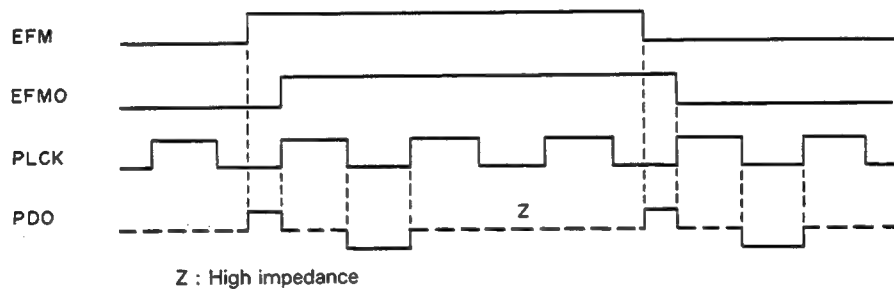 EFM
EFMO
PLCK
PDO
Z
Z : High impedance